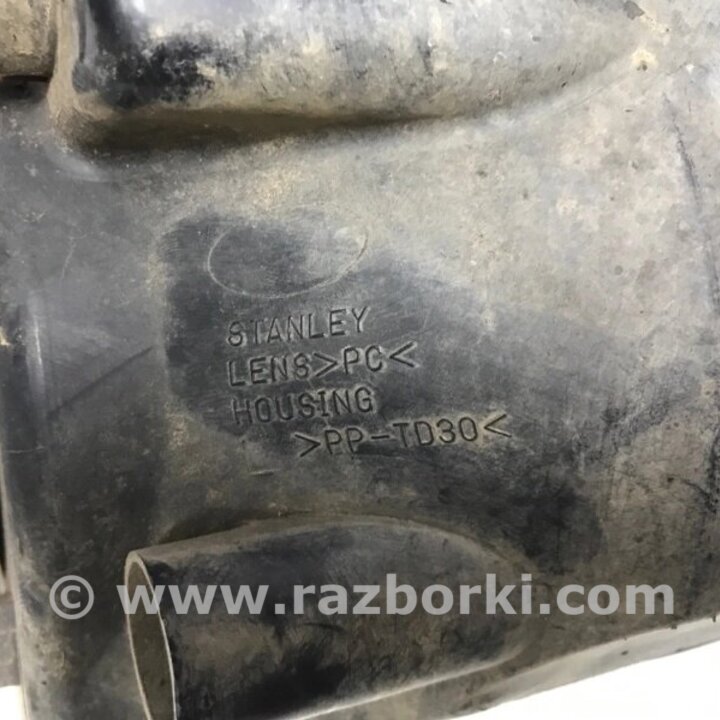 STANLEY
LENS>PC<
HOUSING
>PP-TD30<
© www.razborki.com